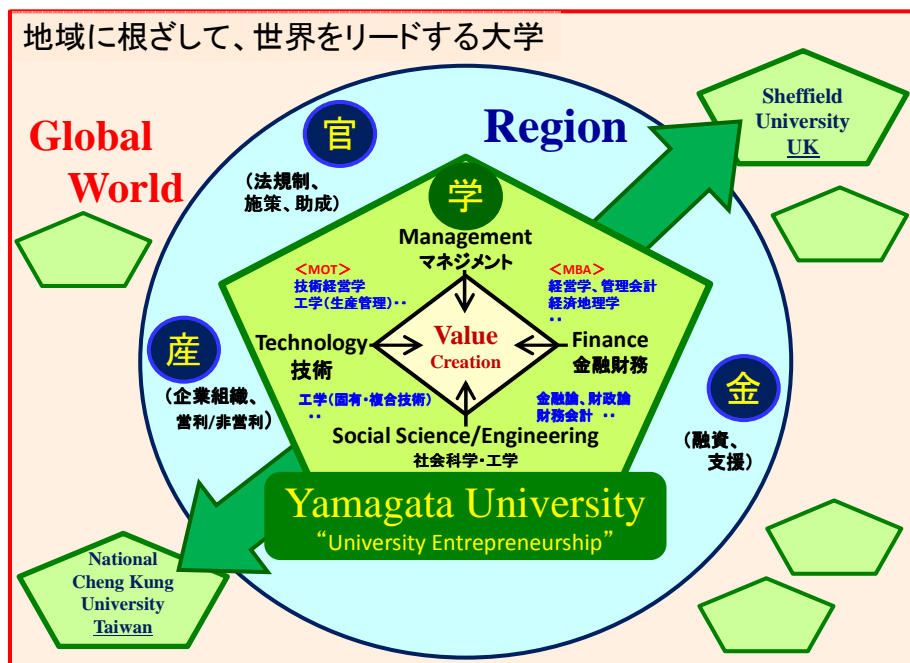 地域に根ざして、世界をリードする大学
Global
World
官
(法規制、
施策、助成)
Region
Sheffield
University
UK
学
Management
マネジメント
<MOT>
技術経営学
工学(生産管理)・・
<MBA>
経営学、管理会計
経済地理学
・・
Technology
技術
Value
Creation
Finance
金融財務
産
(企業組織、
営利/非営利)
工学(固有・複合技術)
・・
金融論、財政論
財務会計 ・・
金
(融資、
支援)
Social Science/Engineering
社会科学・工学
Yamagata University
“University Entrepreneurship”
National
Cheng Kung
University
Taiwan